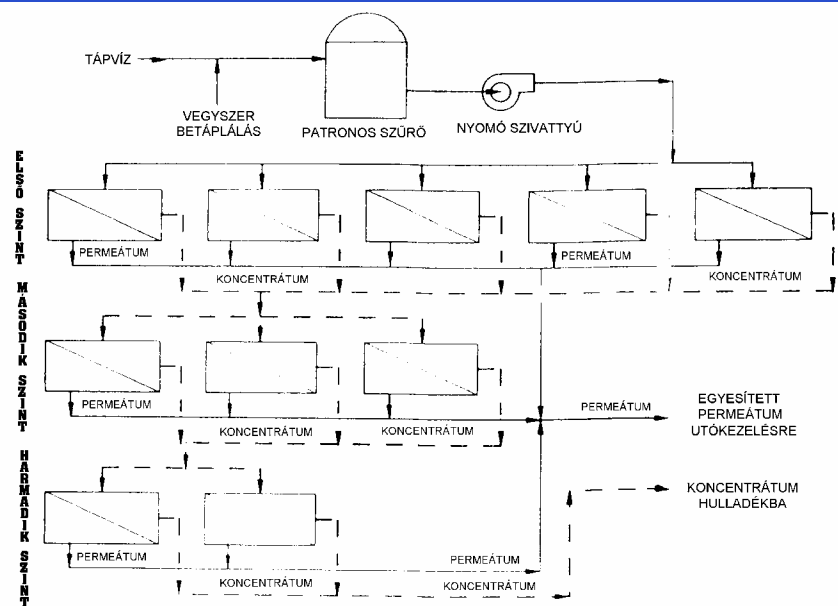 TÁPVÍZ
VEGYSZER
BETÁPLÁLÁS
PATRONOS SZŰRŐ
NYOMÓ SZIVATTYÚ
ELSŐ SZINT
PERMEÁTUM
PERMEÁTUM
KONCENTRÁTUM
KONCENTRÁTUM
MÁSODIK SZINT
PERMEÁTUM
PERMEÁTUM
KONCENTRÁTUM
KONCENTRÁTUM
PERMEÁTUM
EGYESÍTETT
PERMEÁTUM
UTÓKEZELÉSRE
HARMADIK SZINT
PERMEÁTUM
PERMEÁTUM
KONCENTRÁTUM
KONCENTRÁTUM
KONCENTRÁTUM
HULLADÉKBA